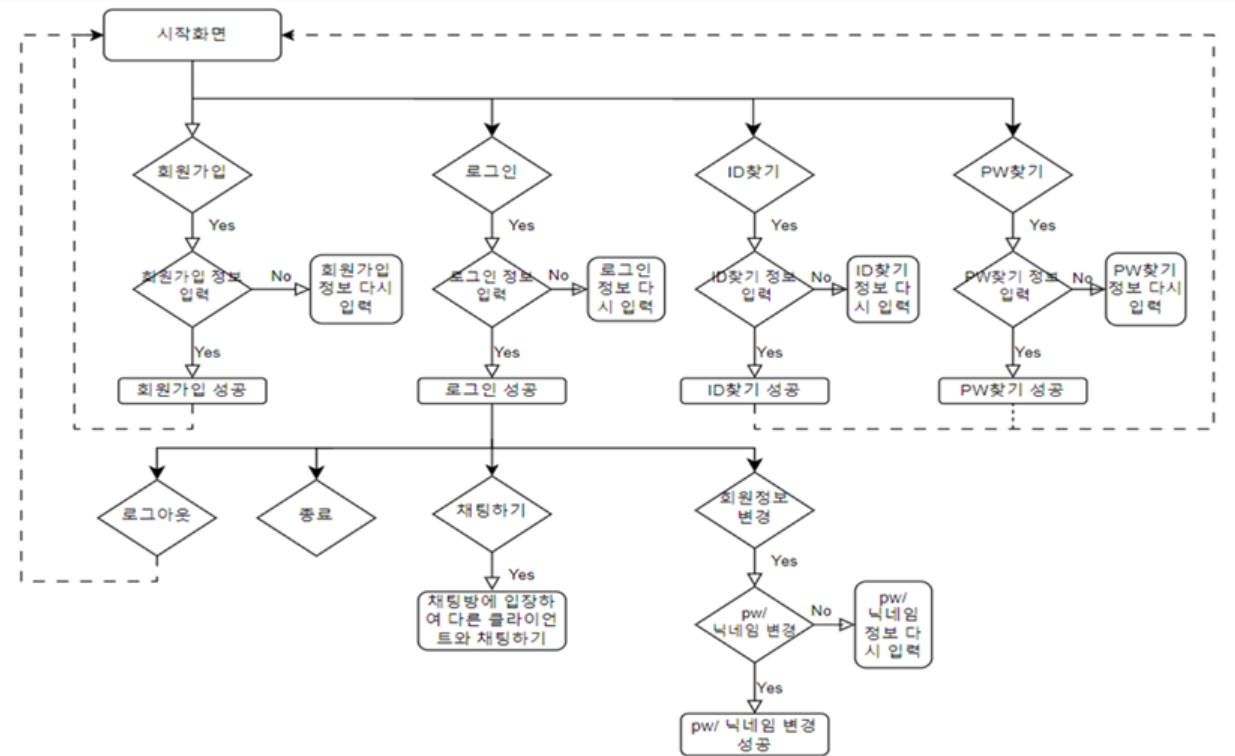 시작화면
회원가입
로그인
ID찾기
PW찾기
Yes
Yes
Yes
Yes
회원가입 정보
입력
No
회원가입
정보 다시
입력
로그인 정보
입력
No
로그인
정보 다
시 입력
ID찾기 정보
입력
No
ID찾기
정보 다
시 입력
PW찾기 정보
입력
No
PW찾기
정보 다시
입력
Yes
Yes
Yes
Yes
회원가입 성공
로그인 성공
ID찾기 성공
PW찾기 성공
로그아웃
종료
채팅하기
회원정보
변경
Yes
Yes
채팅방에 입장하
여 다른 클라이언
트와 채팅하기
pw/
닉네임 변경
No
pw/
닉네임
정보 다
시 입력
Yes
pw/ 닉네임 변경
성공